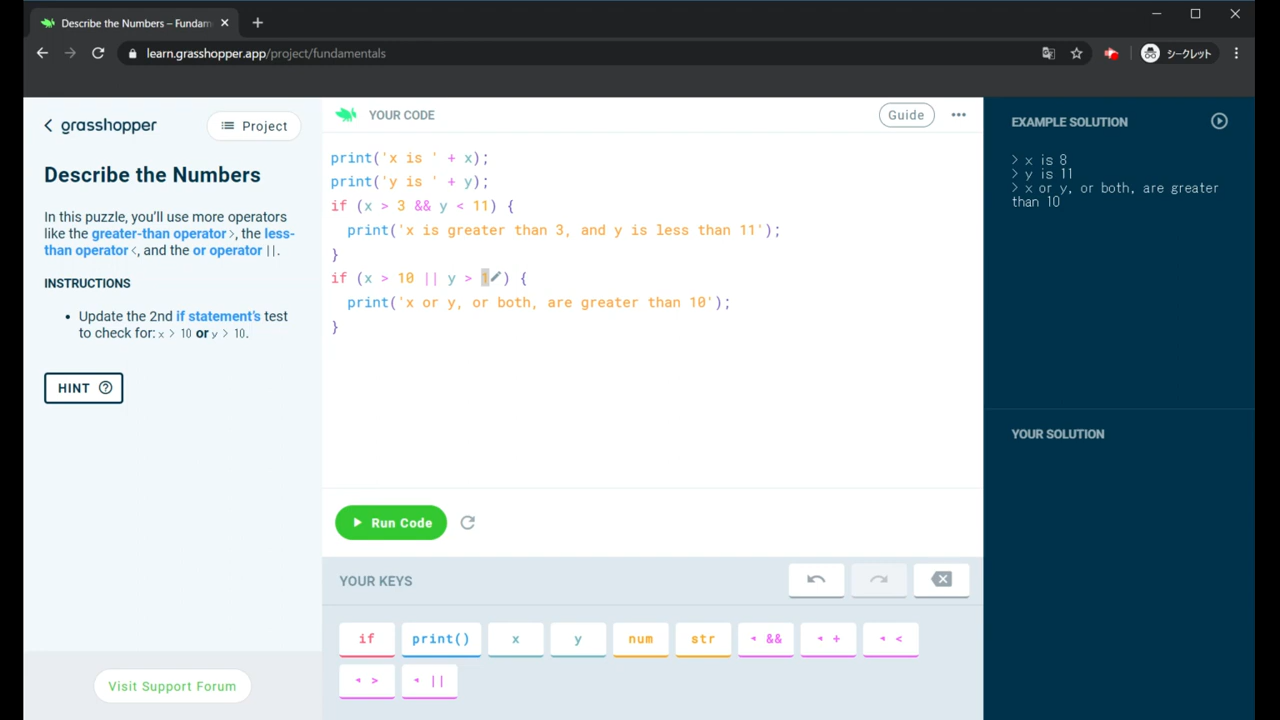 Describe the Numbers – Fundam
learn.grasshopper.app/project/fundamentals
シークレット
grasshopper
Project
Describe the Numbers
In this puzzle, you'll use more operators
like the greater-than operator >, the less-
than operator <, and the or operator ||.
INSTRUCTIONS
• Update the 2nd if statement's test
to check for: x > 10 or y > 10.
HINT
Visit Support Forum
YOUR CODE
Guide
print('x is ' + x);
print('y is ' + y);
if (x > 3 && y < 11) {
print('x is greater than 3, and y is less than 11');
}
if (x > 10 || y > 1) {
print('x or y, or both, are greater than 10');
}
Run Code
YOUR KEYS
if
print()
x
y
num
str
&&
+
<
>
||
EXAMPLE SOLUTION
> x is 8
> y is 11
> x or y, or both, are greater
than 10
YOUR SOLUTION